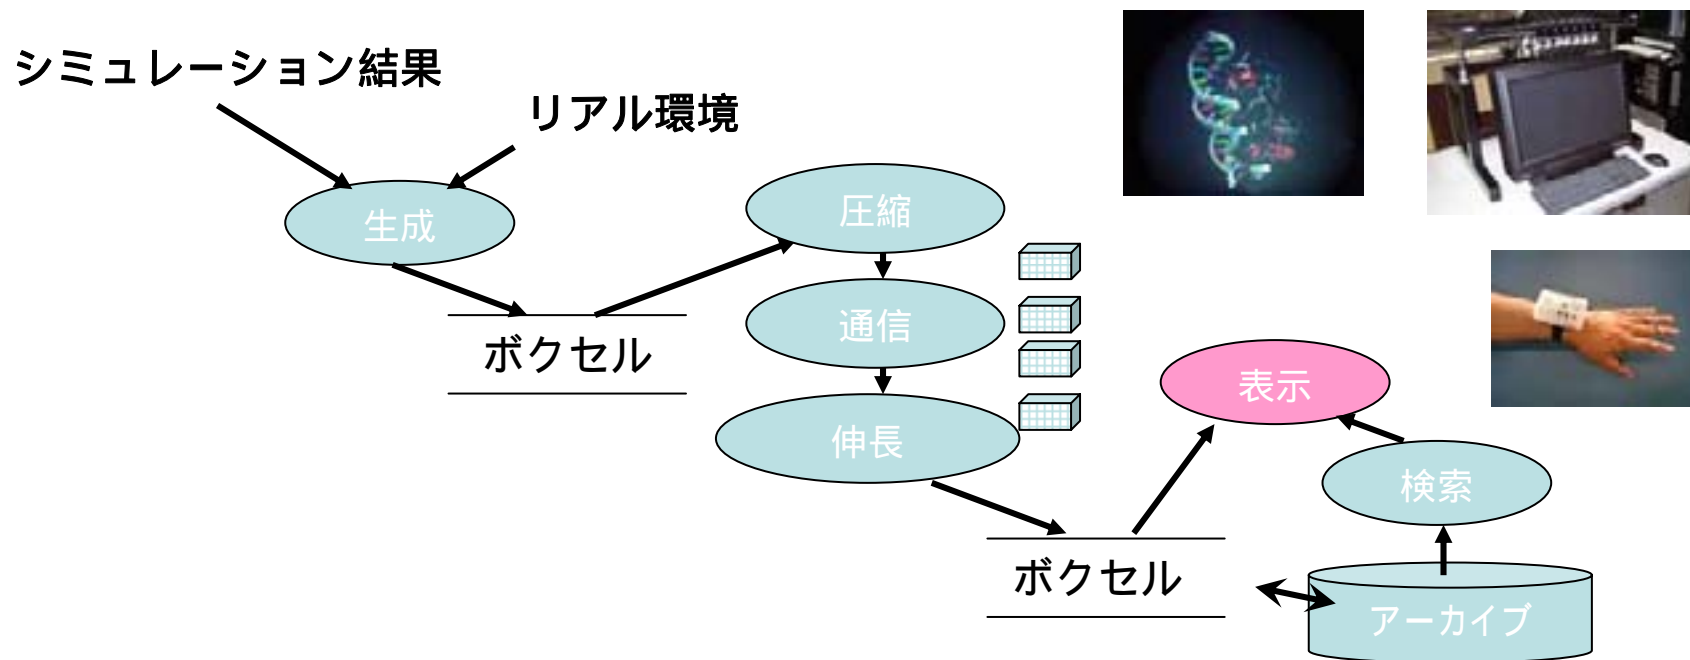 シミュレーション結果
リアル環境
生成
圧縮
ボクセル
通信
伸長
表示
検索
ボクセル
アーカイブ